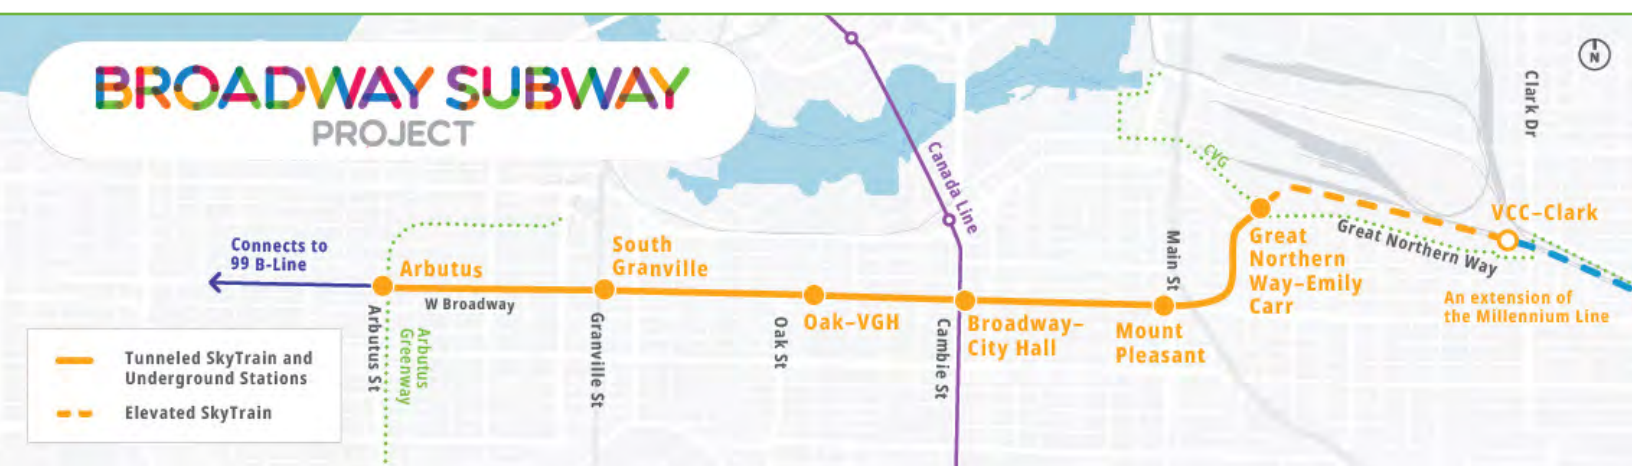 BROADWAY SUBWAY
PROJECT
N
Clark Dr
Canada Line
CVG
VCC–Clark
Great Northern Way
An extension of
the Millennium Line
Connects to
99 B-Line
Arbutus
W Broadway
South
Granville
Oak–VGH
Broadway–
City Hall
Main St
Mount
Pleasant
Great
Northern
Way–Emily
Carr
Arbutus St
Arbutus
Greenway
Granville St
Oak St
Cambie St
Tunneled SkyTrain and
Underground Stations
Elevated SkyTrain